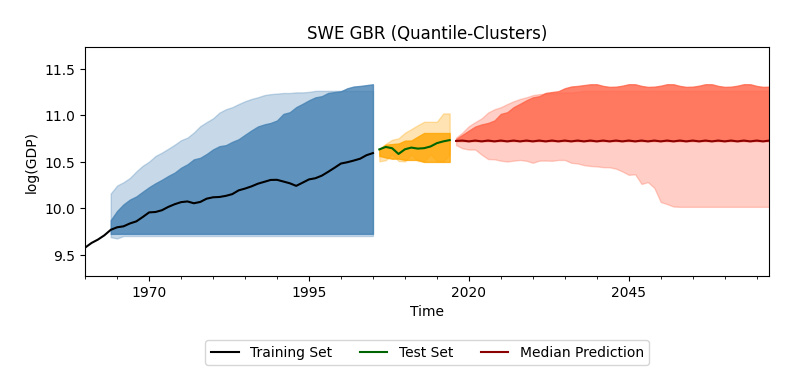 SWE GBR (Quantile-Clusters)
11.5
11.0
10.5
10.0
9.5
log(GDP)
1970 1995 2020 2045
Time
Training Set Test Set Median Prediction